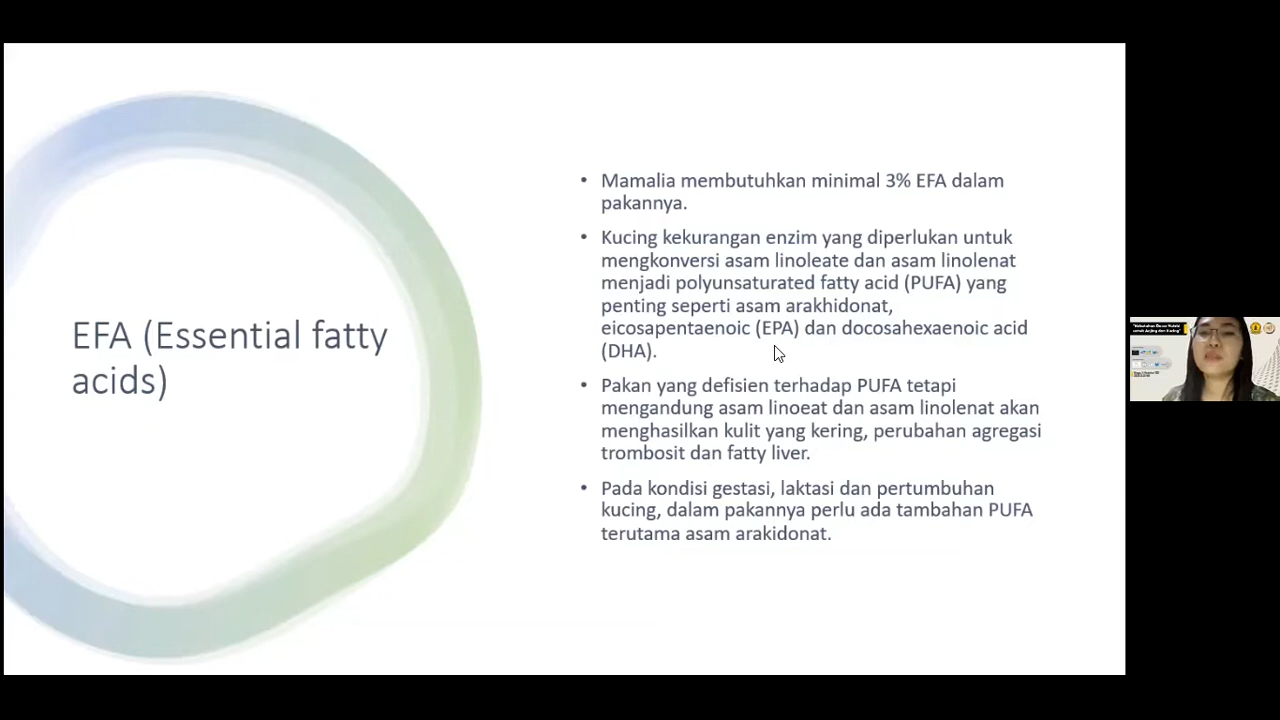 EFA (Essential fatty
acids)
• Mamalia membutuhkan minimal 3% EFA dalam
pakannya.
• Kucing kekurangan enzim yang diperlukan untuk
mengkonversi asam linoleate dan asam linolenat
menjadi polyunsaturated fatty acid (PUFA) yang
penting seperti asam arakhidonat,
eicosapentaenoic (EPA) dan docosahexaenoic acid
(DHA).
• Pakan yang defisien terhadap PUFA tetapi
mengandung asam linoeat dan asam linolenat akan
menghasilkan kulit yang kering, perubahan agregasi
trombosit dan fatty liver.
• Pada kondisi gestasi, laktasi dan pertumbuhan
kucing, dalam pakannya perlu ada tambahan PUFA
terutama asam arakidonat.